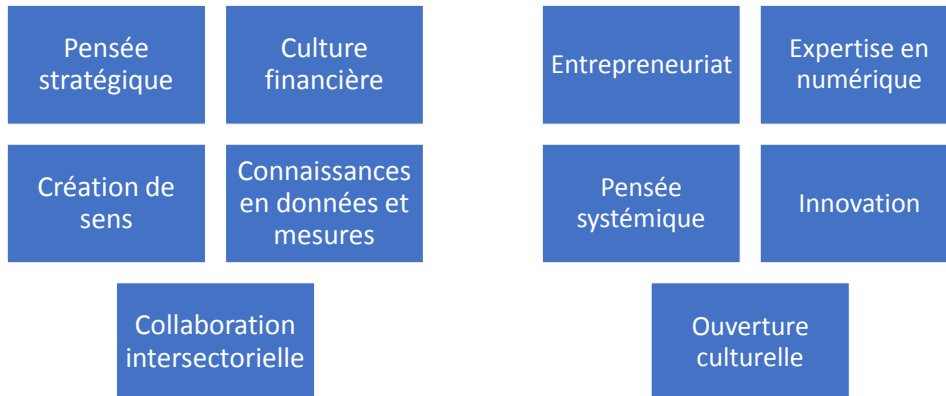 Pensée
stratégique
Culture
financière
Création de
sens
Connaissances
en données et
mesures
Collaboration
intersectorielle
Entrepreneuriat
Expertise en
numérique
Pensée
systémique
Innovation
Ouverture
culturelle